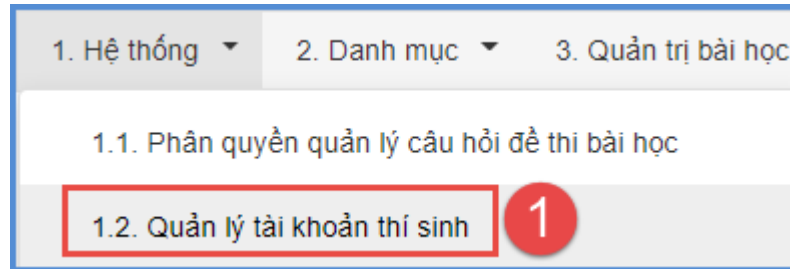 1. Hệ thống 2. Danh mục 3. Quản trị bài học
1.1. Phân quyền quản lý câu hỏi đề thi bài học
1.2. Quản lý tài khoản thí sinh 1